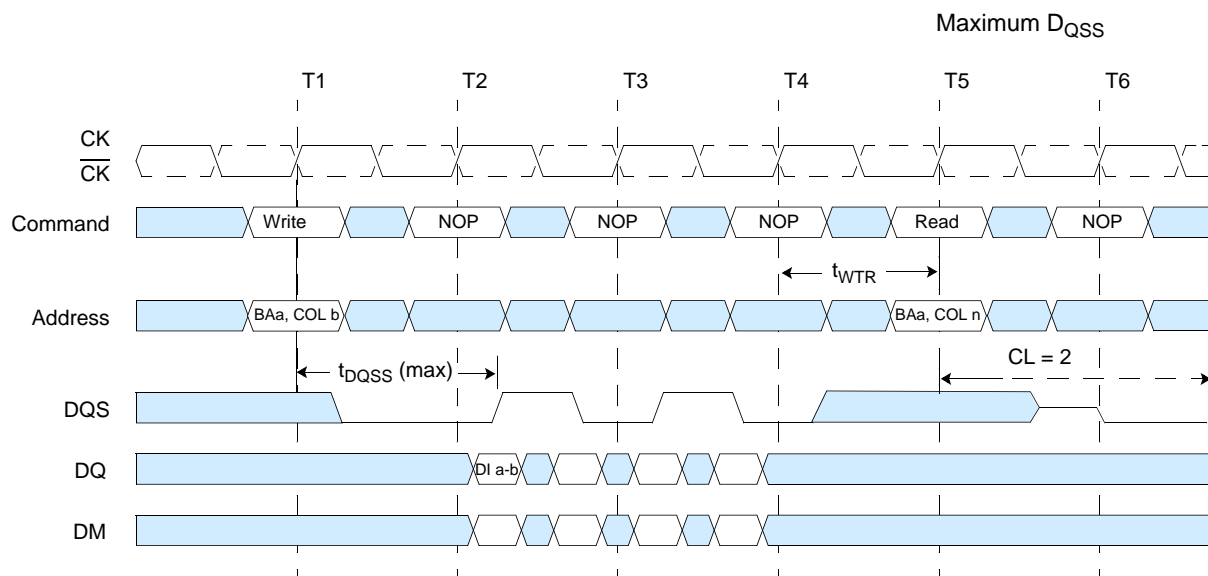 Maximum DQSS
T1 T2 T3 T4 T5 T6
CK
CK
Command Write NOP NOP NOP Read NOP
tWTR
Address BAa, COL b BAa, COL n
tDQSS (max) CL = 2
DQS
DQ DI a-b
DM